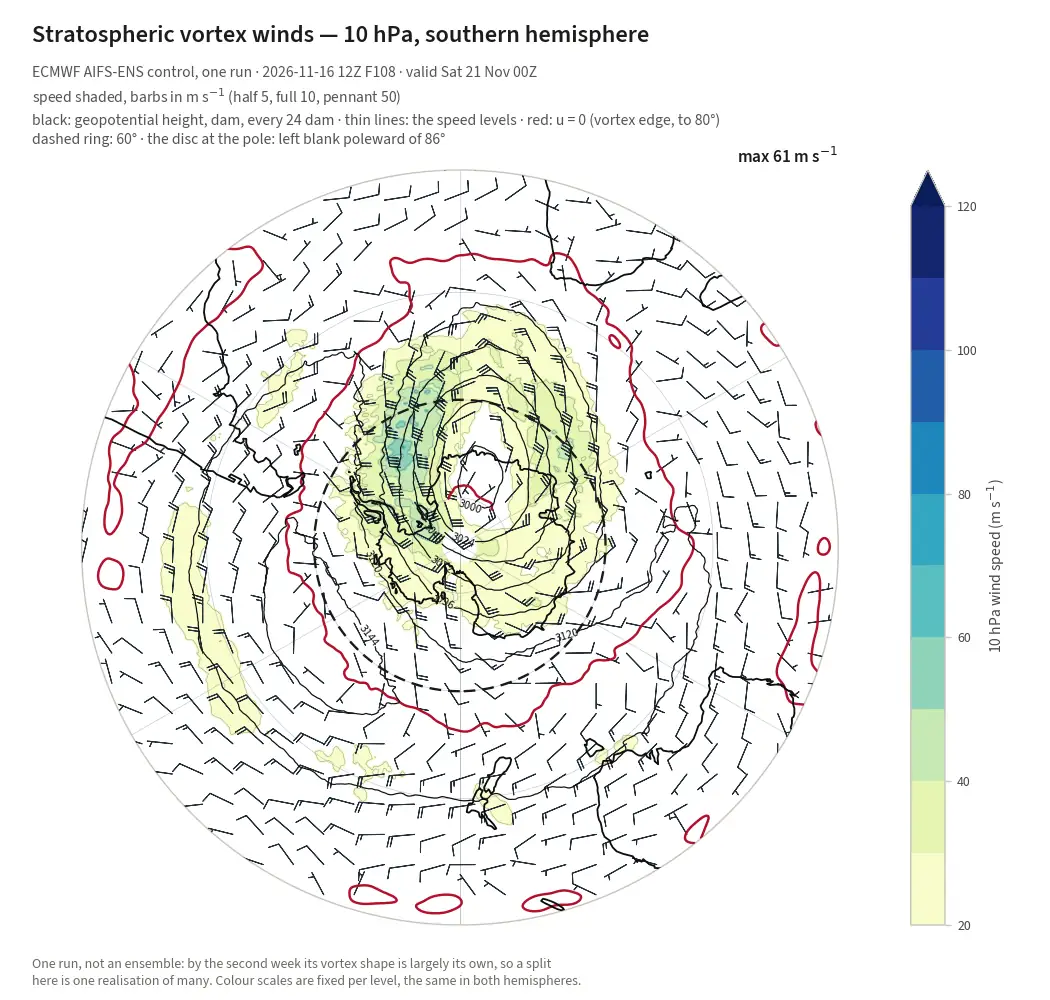 Stratospheric vortex winds — 10 hPa, southern hemisphere
ECMWF AIFS-ENS control, one run · 2026-11-16 12Z F108 · valid Sat 21 Nov 00Z
speed shaded, barbs in m s⁻¹ (half 5, full 10, pennant 50)
black: geopotential height, dam, every 24 dam · thin lines: the speed levels · red: u = 0 (vortex edge, to 80°)
dashed ring: 60° · the disc at the pole: left blank poleward of 86°
max 61 m s⁻¹
120
100
80
60
40
20
10 hPa wind speed (m s⁻¹)
3000
3144
3120
One run, not an ensemble: by the second week its vortex shape is largely its own, so a split
here is one realisation of many. Colour scales are fixed per level, the same in both hemispheres.